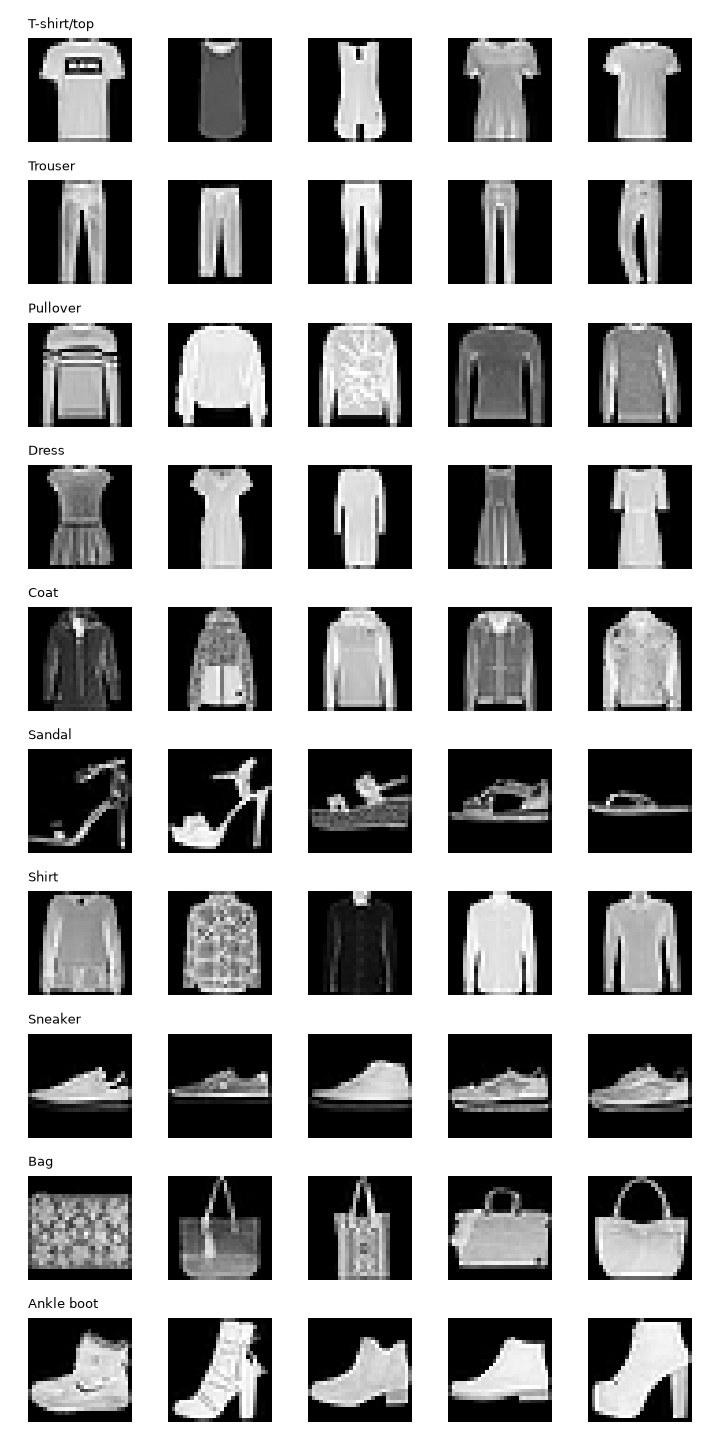 T-shirt/top
Trouser
Pullover
Dress
Coat
Sandal
Shirt
Sneaker
Bag
Ankle boot